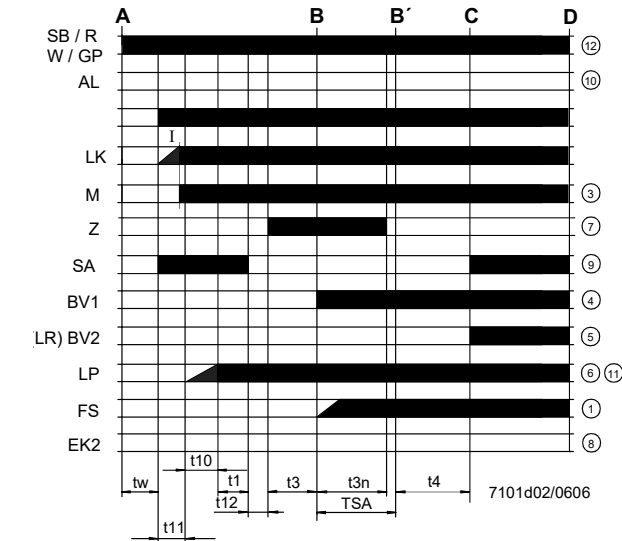 A B B´ C D
SB / R
W / GP ⑫
AL ⑩
I
LK
M ③
Z ⑦
SA ⑨
BV1 ④
(LR) BV2 ⑤
LP ⑥ ⑪
FS ①
EK2 ⑧
t10
tw t1 t3 t3n t4
7101d02/0606
t12 TSA
t11